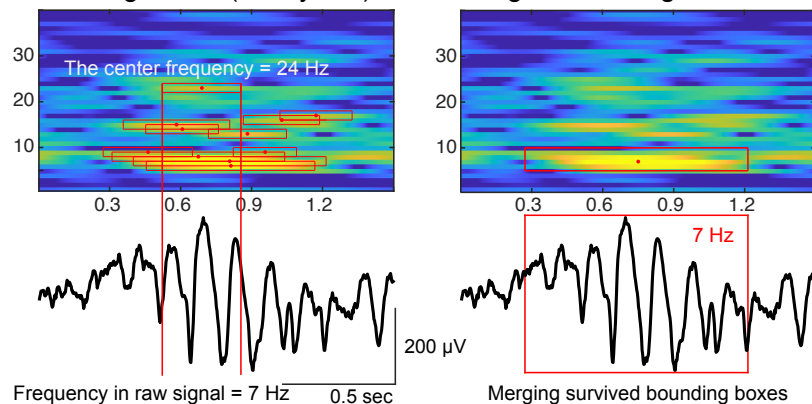 30
The center frequency = 24 Hz
20
10
0.3 0.6 0.9 1.2
30
20
10
0.3 0.6 0.9 1.2
7 Hz
200 µV
0.5 sec
Frequency in raw signal = 7 Hz
Merging survived bounding boxes